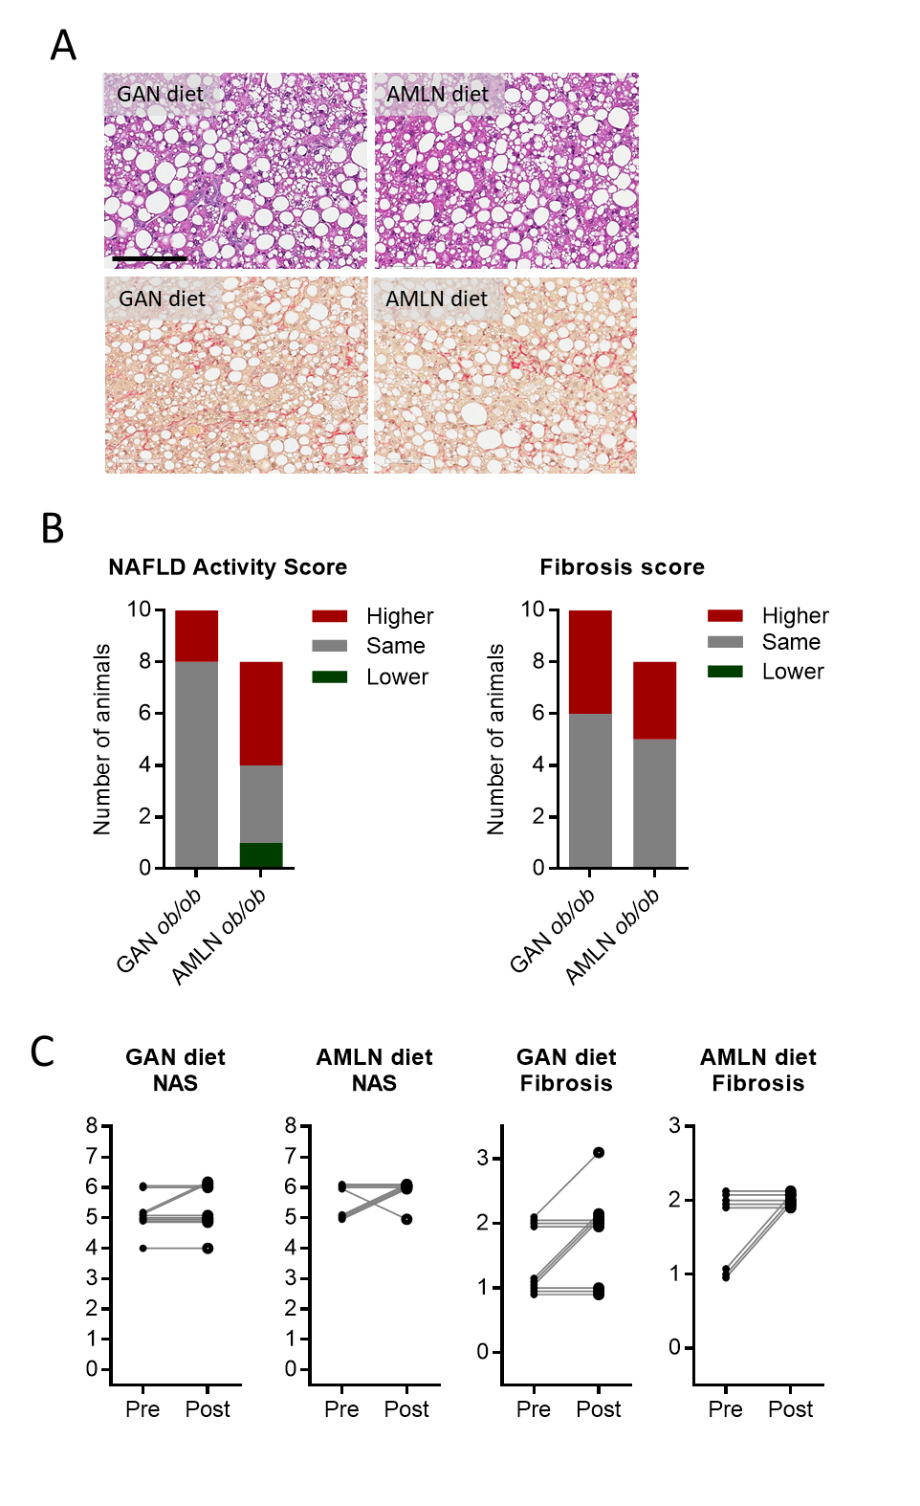 A
GAN diet
AMLN diet
GAN diet
AMLN diet
B
NAFLD Activity Score
Number of animals
10
8
6
4
2
0
GAN ob/ob
AMLN ob/ob
Higher
Same
Lower
Fibrosis score
Number of animals
10
8
6
4
2
0
GAN ob/ob
AMLN ob/ob
Higher
Same
Lower
C
GAN diet
NAS
8
7
6
5
4
3
2
1
0
Pre Post
AMLN diet
NAS
8
7
6
5
4
3
2
1
0
Pre Post
GAN diet
Fibrosis
3
2
1
0
Pre Post
AMLN diet
Fibrosis
3
2
1
0
Pre Post